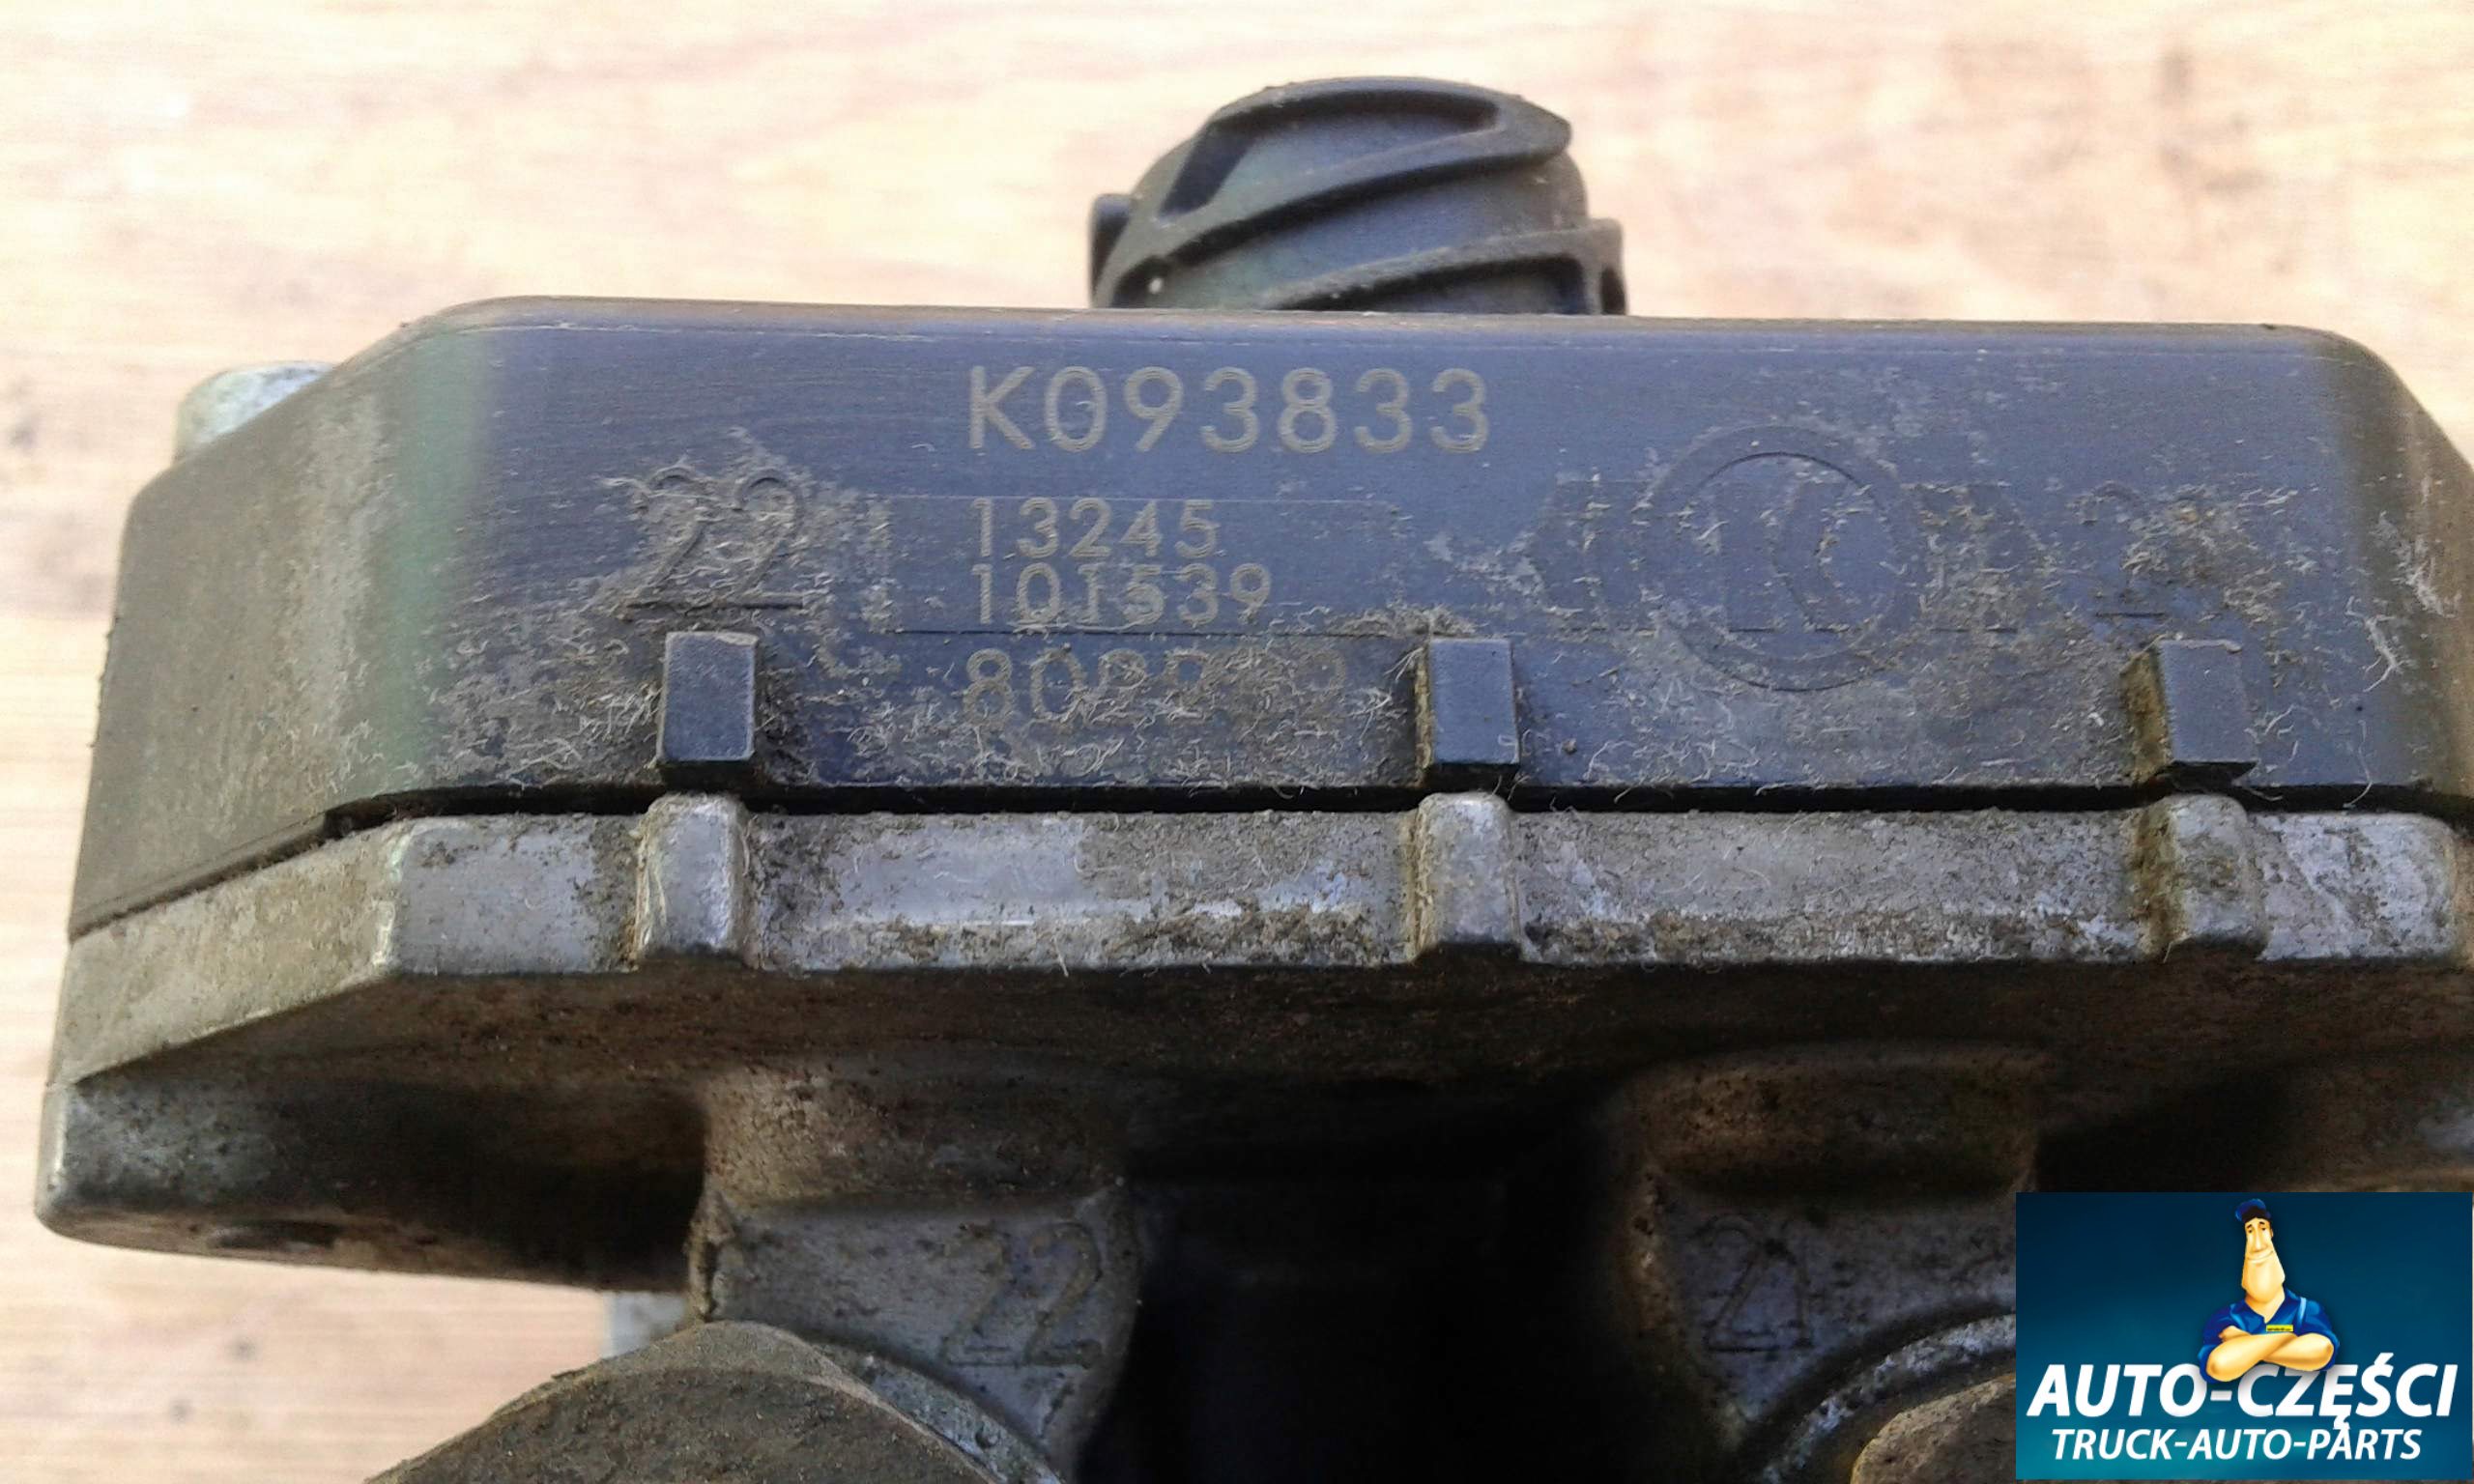 K093833
22
13245
101539
22
21
AUTO-CZĘŚCI
TRUCK-AUTO-PARTS